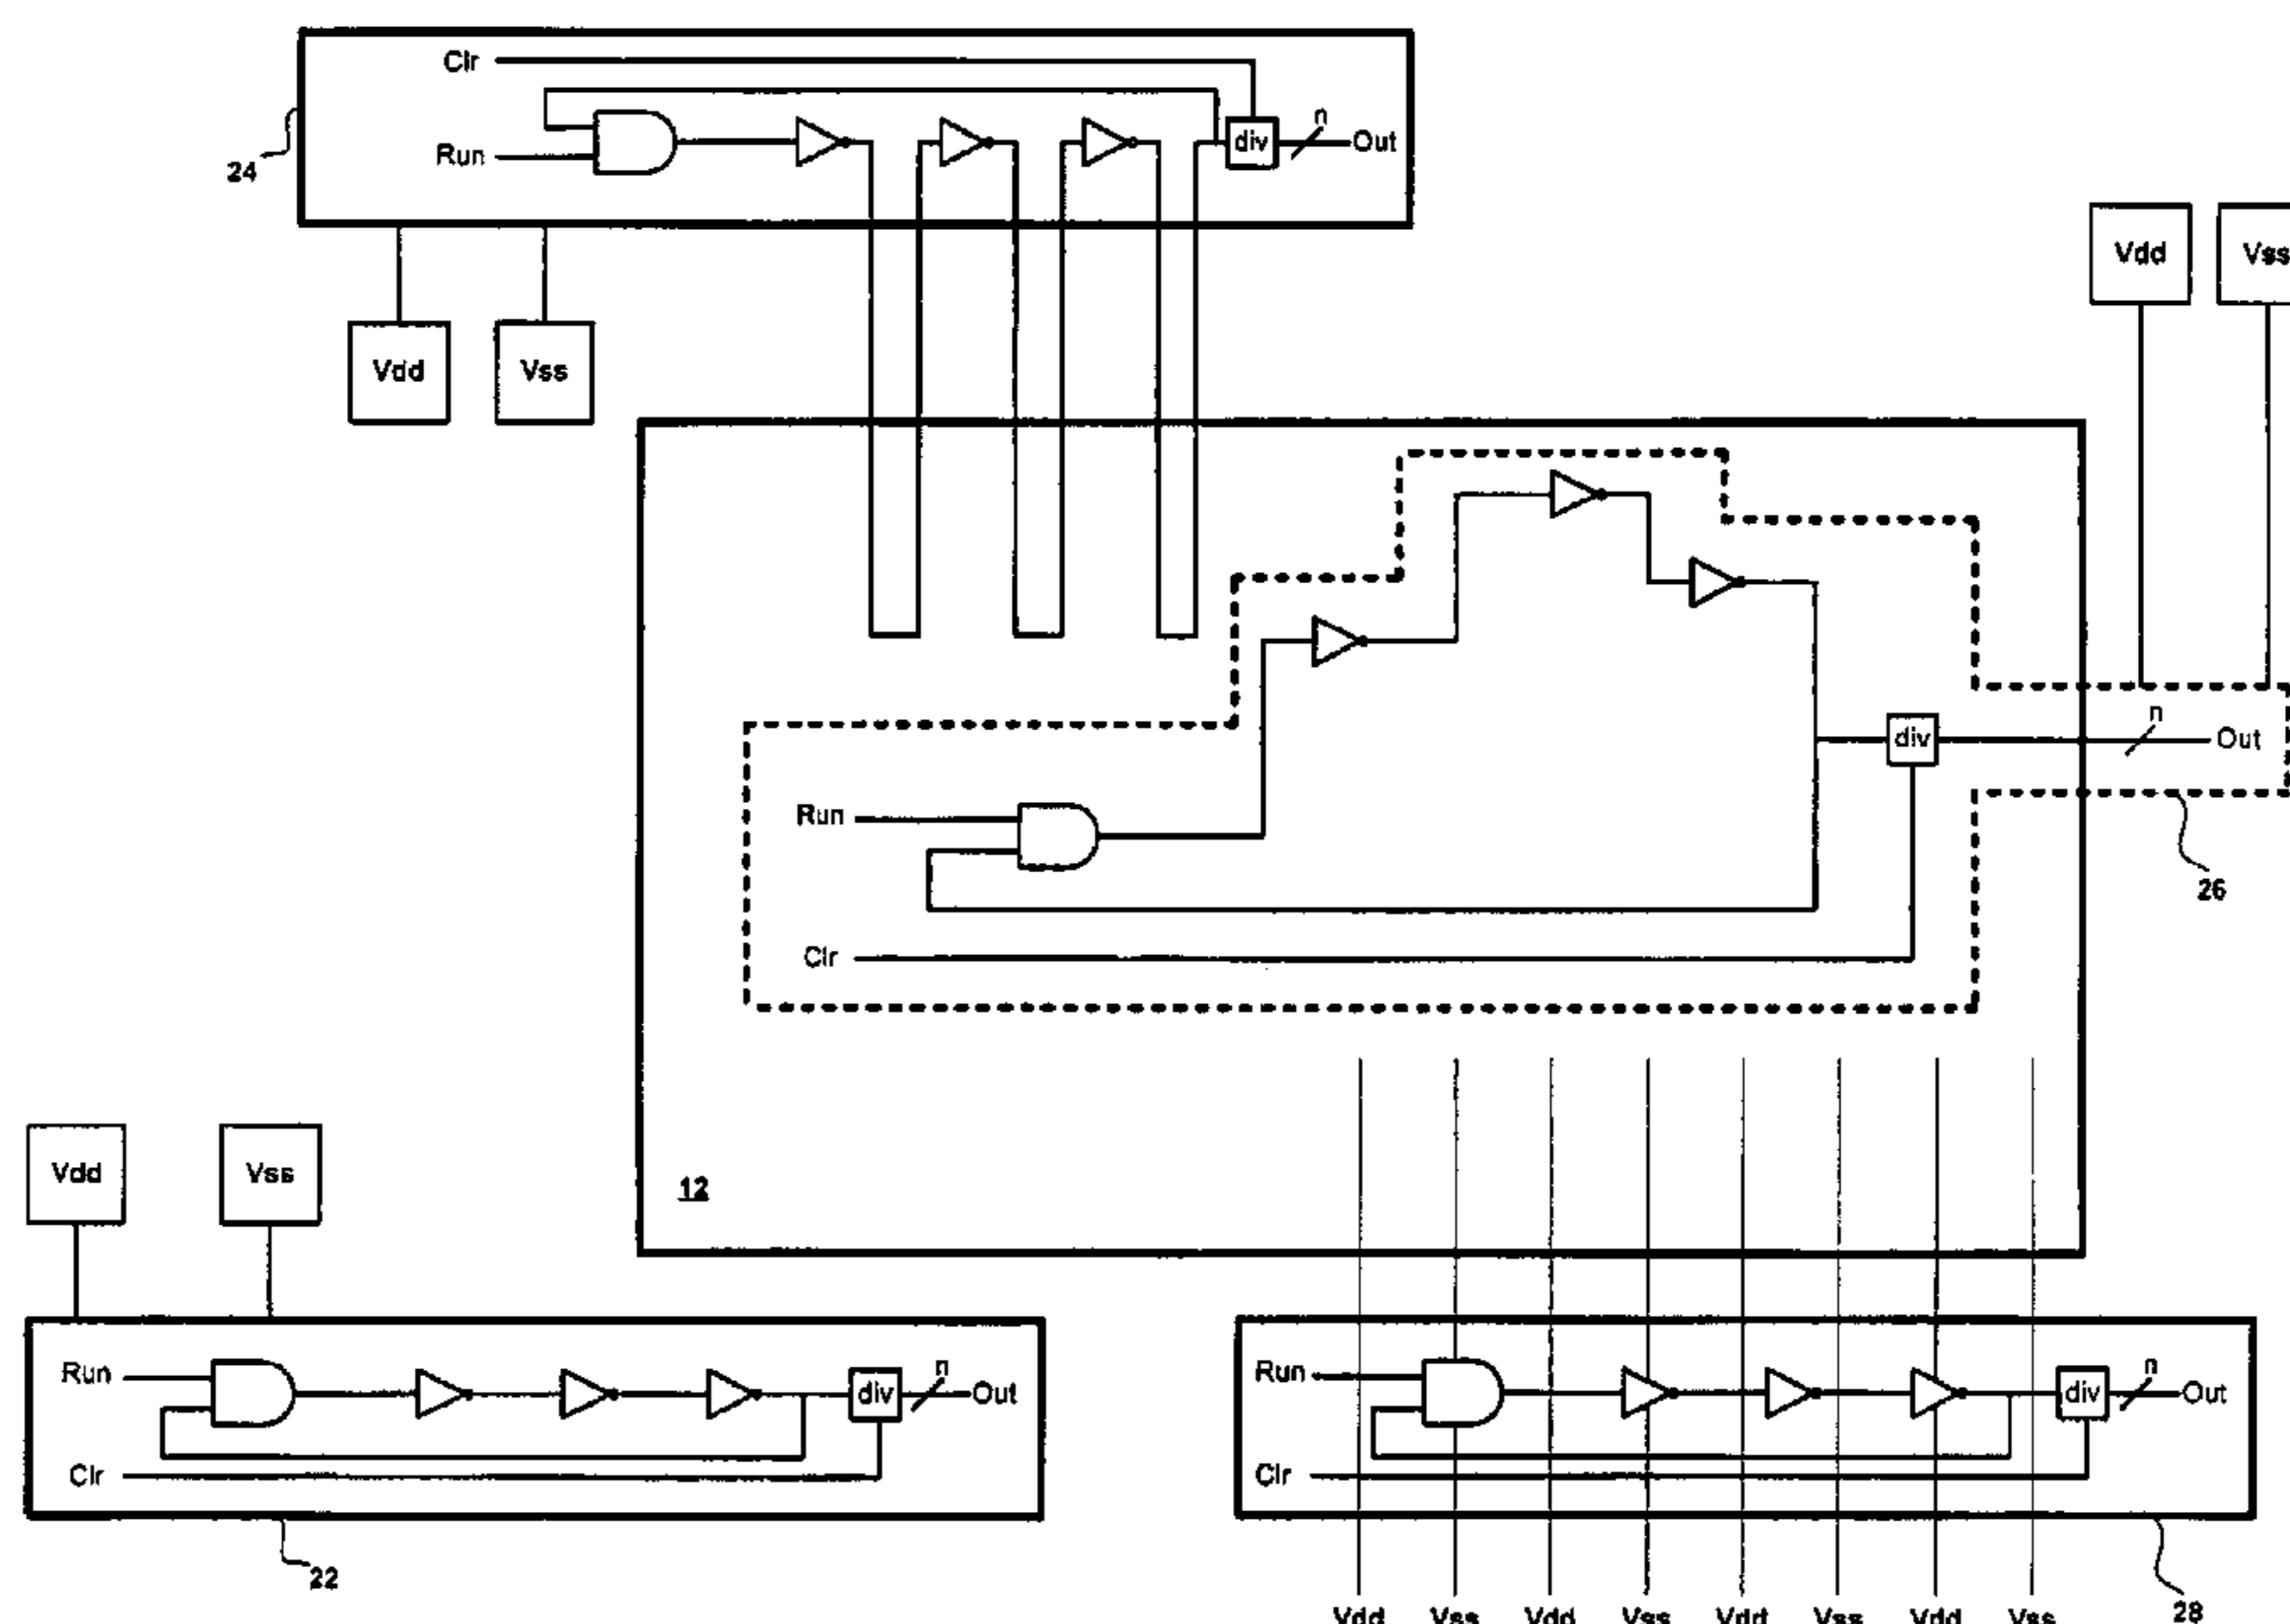 Clr
Run
div
n
Out
24
Vdd
Vss
Vdd
Vss
Run
Clr
div
n
Out
26
12
Vdd
Vss
Run
Clr
div
n
Out
22
Run
Clr
div
n
Out
28
Vdd Vss Vdd Vss Vdd Vss Vdd Vss